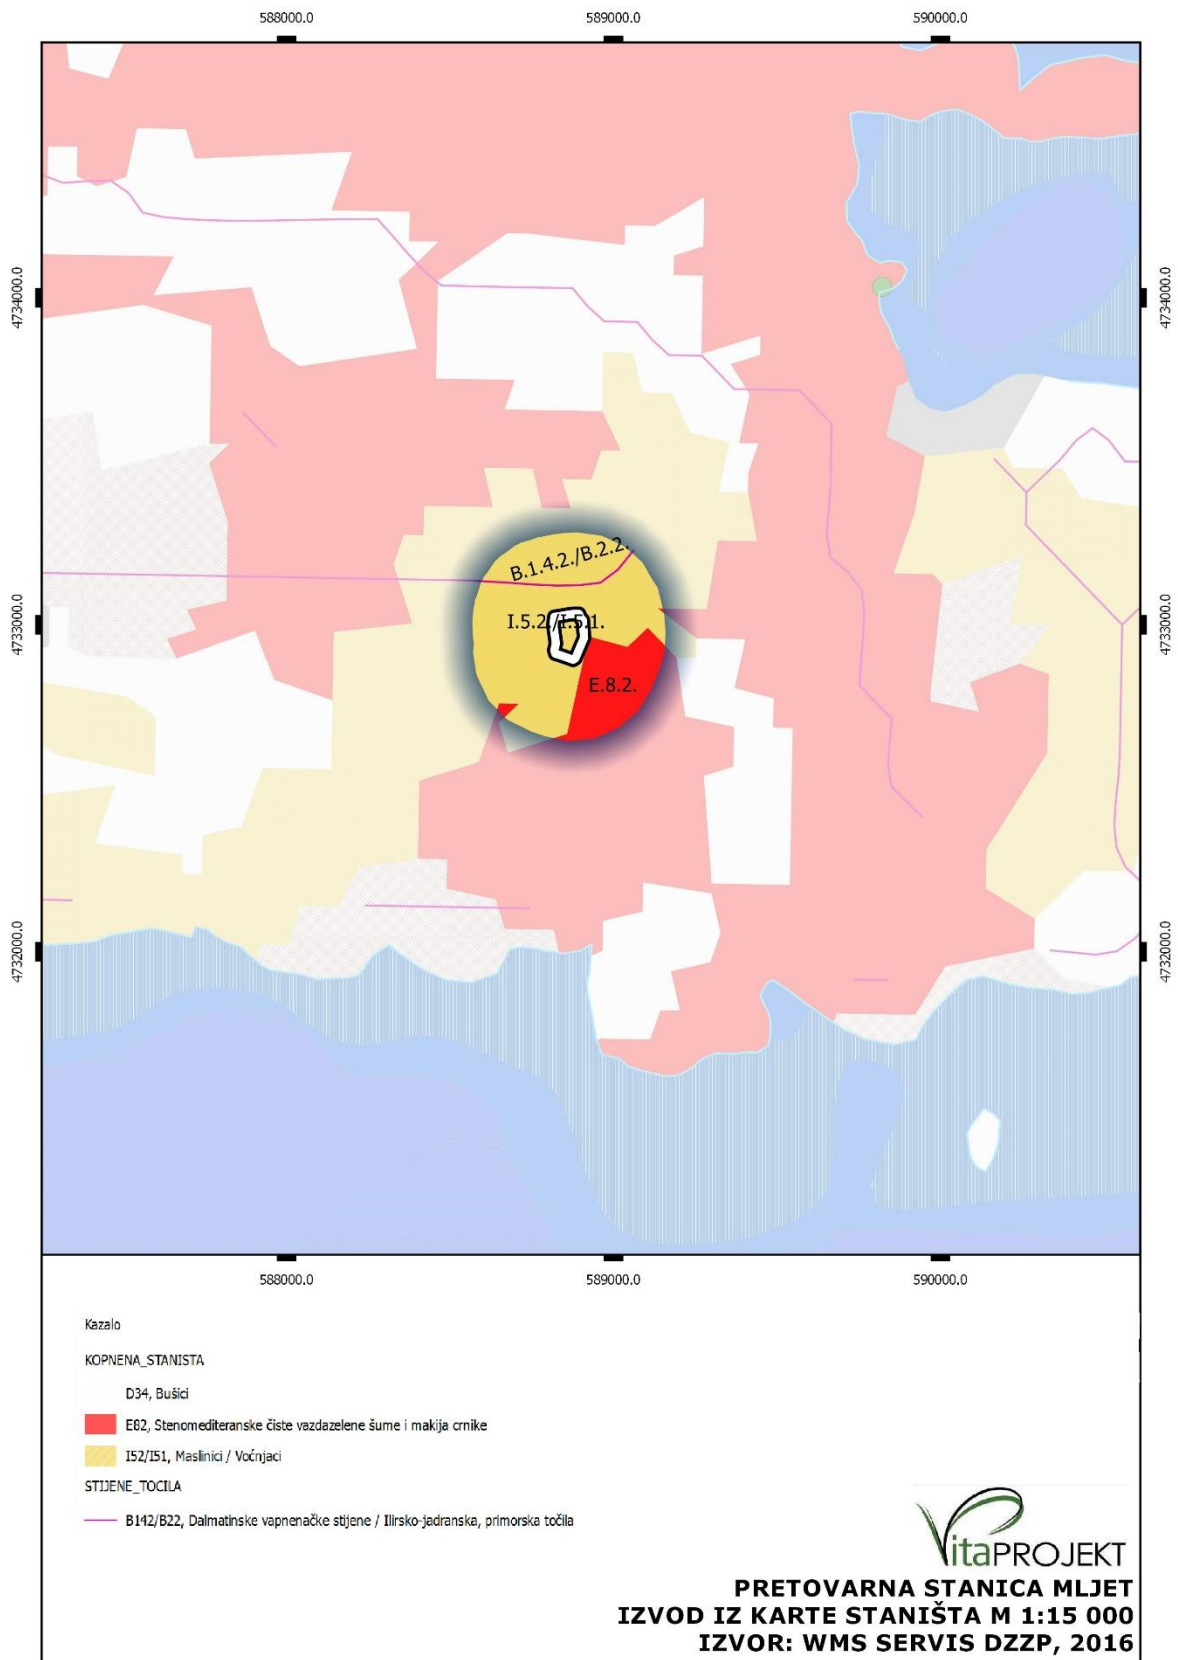 588000.0
589000.0
590000.0
4734000.0
4734000.0
B.1.4.2./B.2.2.
4733000.0
I.5.2./I.5.1.
4733000.0
E.8.2.
4732000.0
4732000.0
588000.0
589000.0
590000.0
Kazalo
KOPNENA_STANISTA
D34, Bušici
E82, Stenomediteranske čiste vazdazelene šume i makija crnike
I52/I51, Maslinici / Voćnjaci
STIJENE_TOCILA
B142/B22, Dalmatinske vapnenačke stijene / Ilirsko-jadranska, primorska točila
VitaPROJEKT
PRETOVARNA STANICA MLJET
IZVOD IZ KARTE STANIŠTA M 1:15 000
IZVOR: WMS SERVIS DZZP, 2016